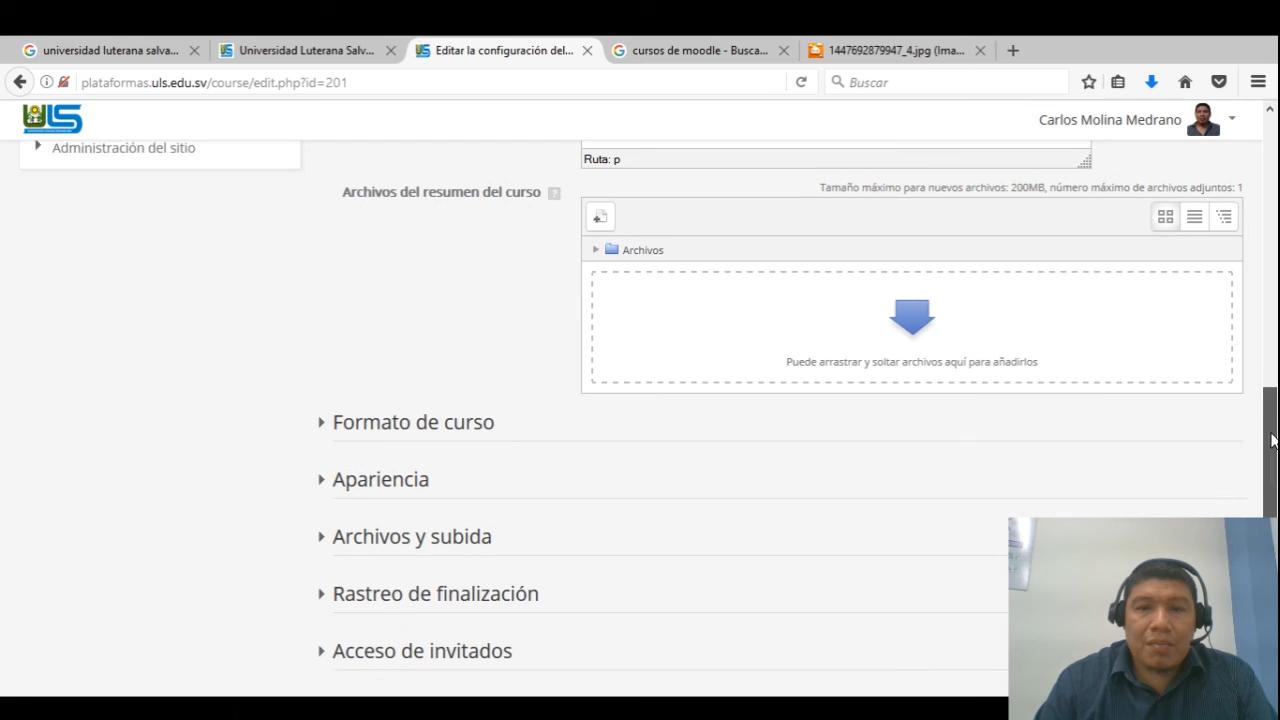 universidad luterana salva...
Universidad Luterana Salv...
Editar la configuración del...
cursos de moodle - Busca...
1447692879947_4.jpg (Ima...
plataformas.uls.edu.sv/course/edit.php?id=201
Buscar
ULS
Carlos Molina Medrano
Administración del sitio
Ruta: p
Archivos del resumen del curso
Tamaño máximo para nuevos archivos: 200MB, número máximo de archivos adjuntos: 1
Archivos
Puede arrastrar y soltar archivos aquí para añadirlos
Formato de curso
Apariencia
Archivos y subida
Rastreo de finalización
Acceso de invitados